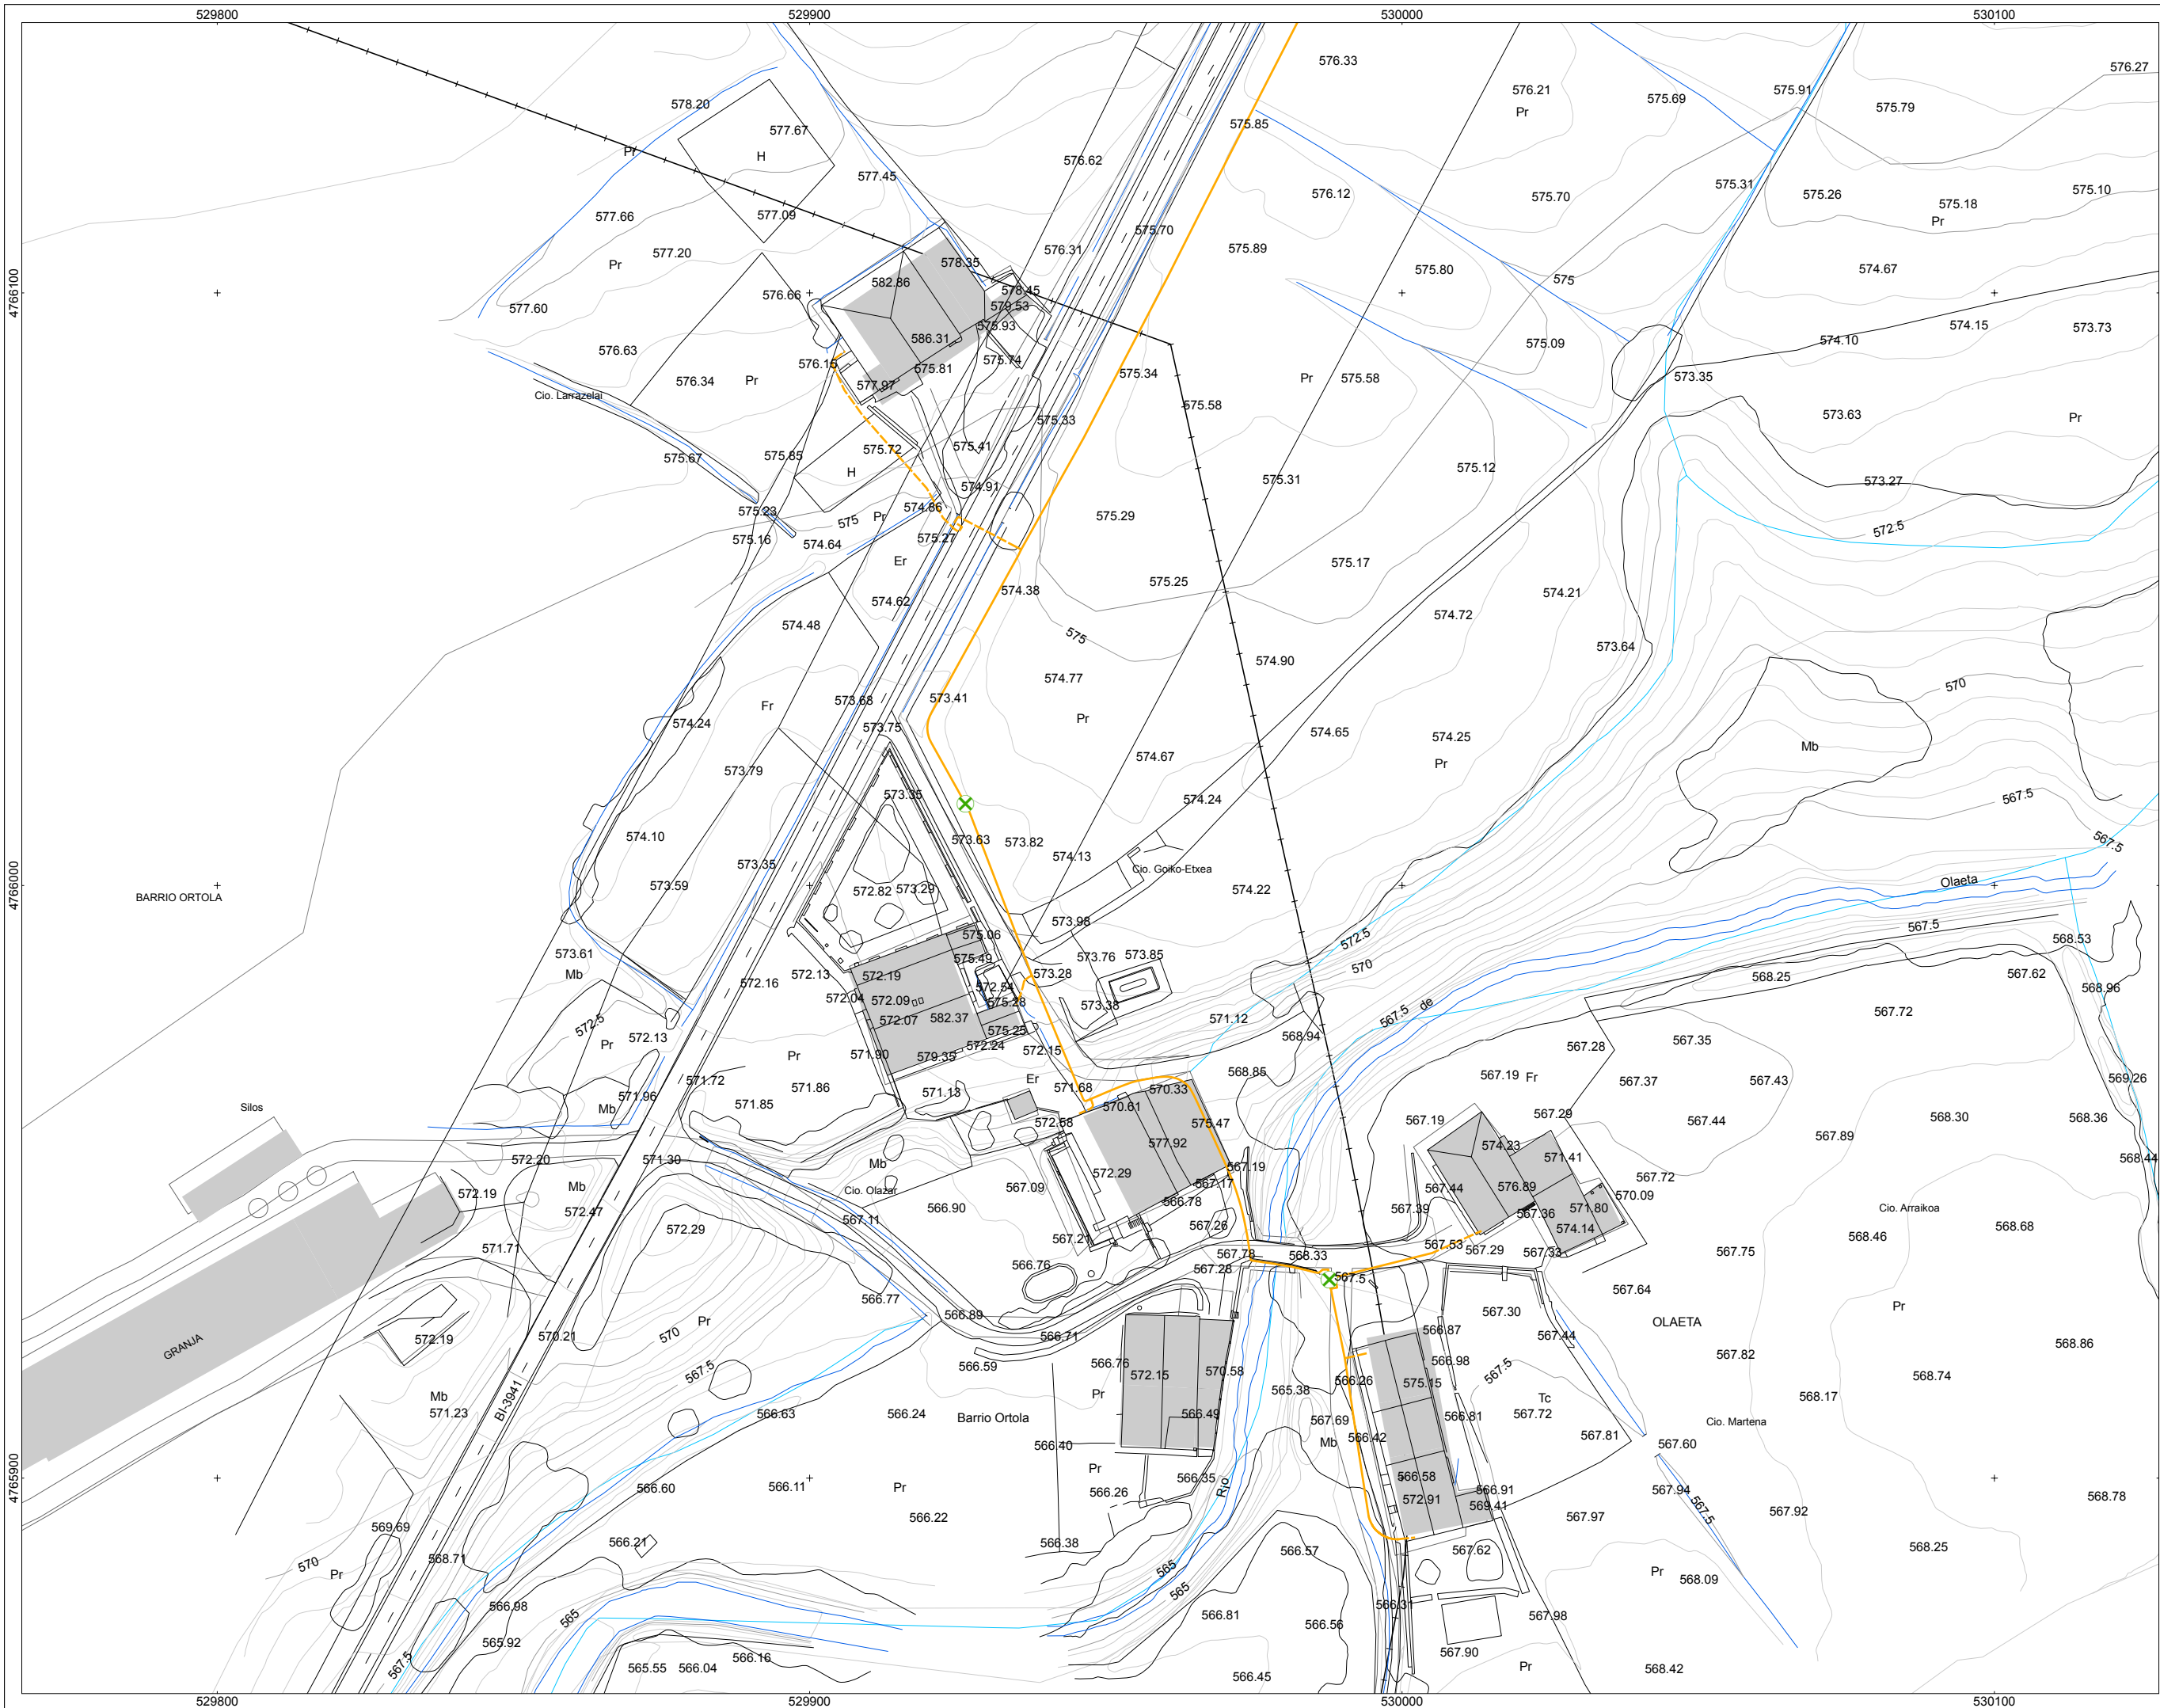 529800 529900 530000 530100
576.33 576.27
578.20 576.21 575.69 575.91 575.79
577.67 575.85 Pr
Pr H 576.62
577.45 576.12 575.70 575.31 575.26 575.18 575.10
577.66 577.09 575.70 Pr
577.20 576.31 575.89
Pr 578.35 575.80 575 574.67
4766100 582.86 578.45
577.60 576.66 579.53 574.15 573.73
575.93 574.10
576.63 586.31 575.74 575.09
576.15 575.81 575.34 573.35
576.34 Pr 577.97 Pr 575.58
Cio. Larrazelai 575.58 573.63 Pr
575.33
575.67 575.85 575.72 575.41 575.12
H 574.91 575.31 573.27
575.23 574.86 575.29
575 Pr 572.5
575.16 574.64 575.27
Er 575.17
574.38 575.25 574.21
574.62 574.72
574.48 575 573.64
574.90
574.77 570
573.68 573.41
Fr Pr
574.24 573.75 574.65 574.25 Mb
574.67 Pr
573.79
573.35 574.24 567.5
574.10 573.63 573.82
574.13 567.5
573.35 Cio. Goiko-Etxea
4766000 573.59 572.82 573.29 574.22 Olaeta
BARRIO ORTOLA
573.98 567.5
575.06 572.5 568.53
573.61 575.49 573.76 573.85
Mb 572.13 572.19 573.28 570 568.25 567.62
572.16 572.54 568.96
572.04 572.09 575.28 573.38 567.5 de
572.07 582.37 571.12 567.72
572.5 575.25
572.13 568.94 567.35
Pr Pr 571.90 579.35 572.24 572.15 567.28
568.85 567.19 Fr
571.72 571.86 Er 567.37 567.43 569.26
571.96 571.13 571.68 570.33
Silos Mb 571.85 570.61 567.19 567.29 567.44 568.30 568.36
572.58 575.47
577.92 574.23 567.89
572.20 571.30 Mb 572.29 567.19 571.41 568.44
572.19 Mb Cio. Olazar 567.09 567.17 567.44 576.89 567.72
566.78 570.09
572.47 567.11 566.90 567.39 567.36 571.80 Cio. Arraikoa
572.29 567.26 574.14 568.46 568.68
571.71 567.21 567.53 567.29 567.33 567.75
566.76 567.78 568.33
567.28 567.5 567.64
566.77 Pr
566.89 567.30 OLAETA
GRANJA 572.19 570.21 570 Pr 566.71 566.87 567.44
566.59 566.76 566.98 567.82 568.86
567.5 572.15 570.58 567.5
Mb Pr 565.38 566.26 575.15 Tc 568.17 568.74
571.23 BI-3941 566.63 566.24 Barrio Ortola 566.49 567.69 566.81 567.72 Cio. Martena
Mb 566.42 567.81
566.40 567.60
Pr
4765900 566.60 566.11 Pr 566.35 Rio 566.58 566.91 567.94
566.26 572.91 569.41 567.5 567.92 568.78
566.22 567.97
569.69 566.21 566.38 566.57 567.62 568.25
570 568.71 565
Pr 565 Pr 568.09
566.98 565 566.81 566.56 566.31 567.98
565.92
567.5 565.55 566.04 566.16 566.45 567.90 Pr 568.42
529800 529900 530000 530100